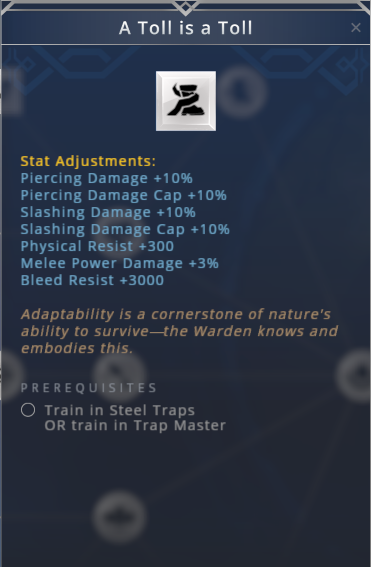 A Toll is a Toll
Stat Adjustments:
Piercing Damage +10%
Piercing Damage Cap +10%
Slashing Damage +10%
Slashing Damage Cap +10%
Physical Resist +300
Melee Power Damage +3%
Bleed Resist +3000
Adaptability is a cornerstone of nature's
ability to survive—the Warden knows and
embodies this.
PREREQUISITES
Train in Steel Traps
OR train in Trap Master